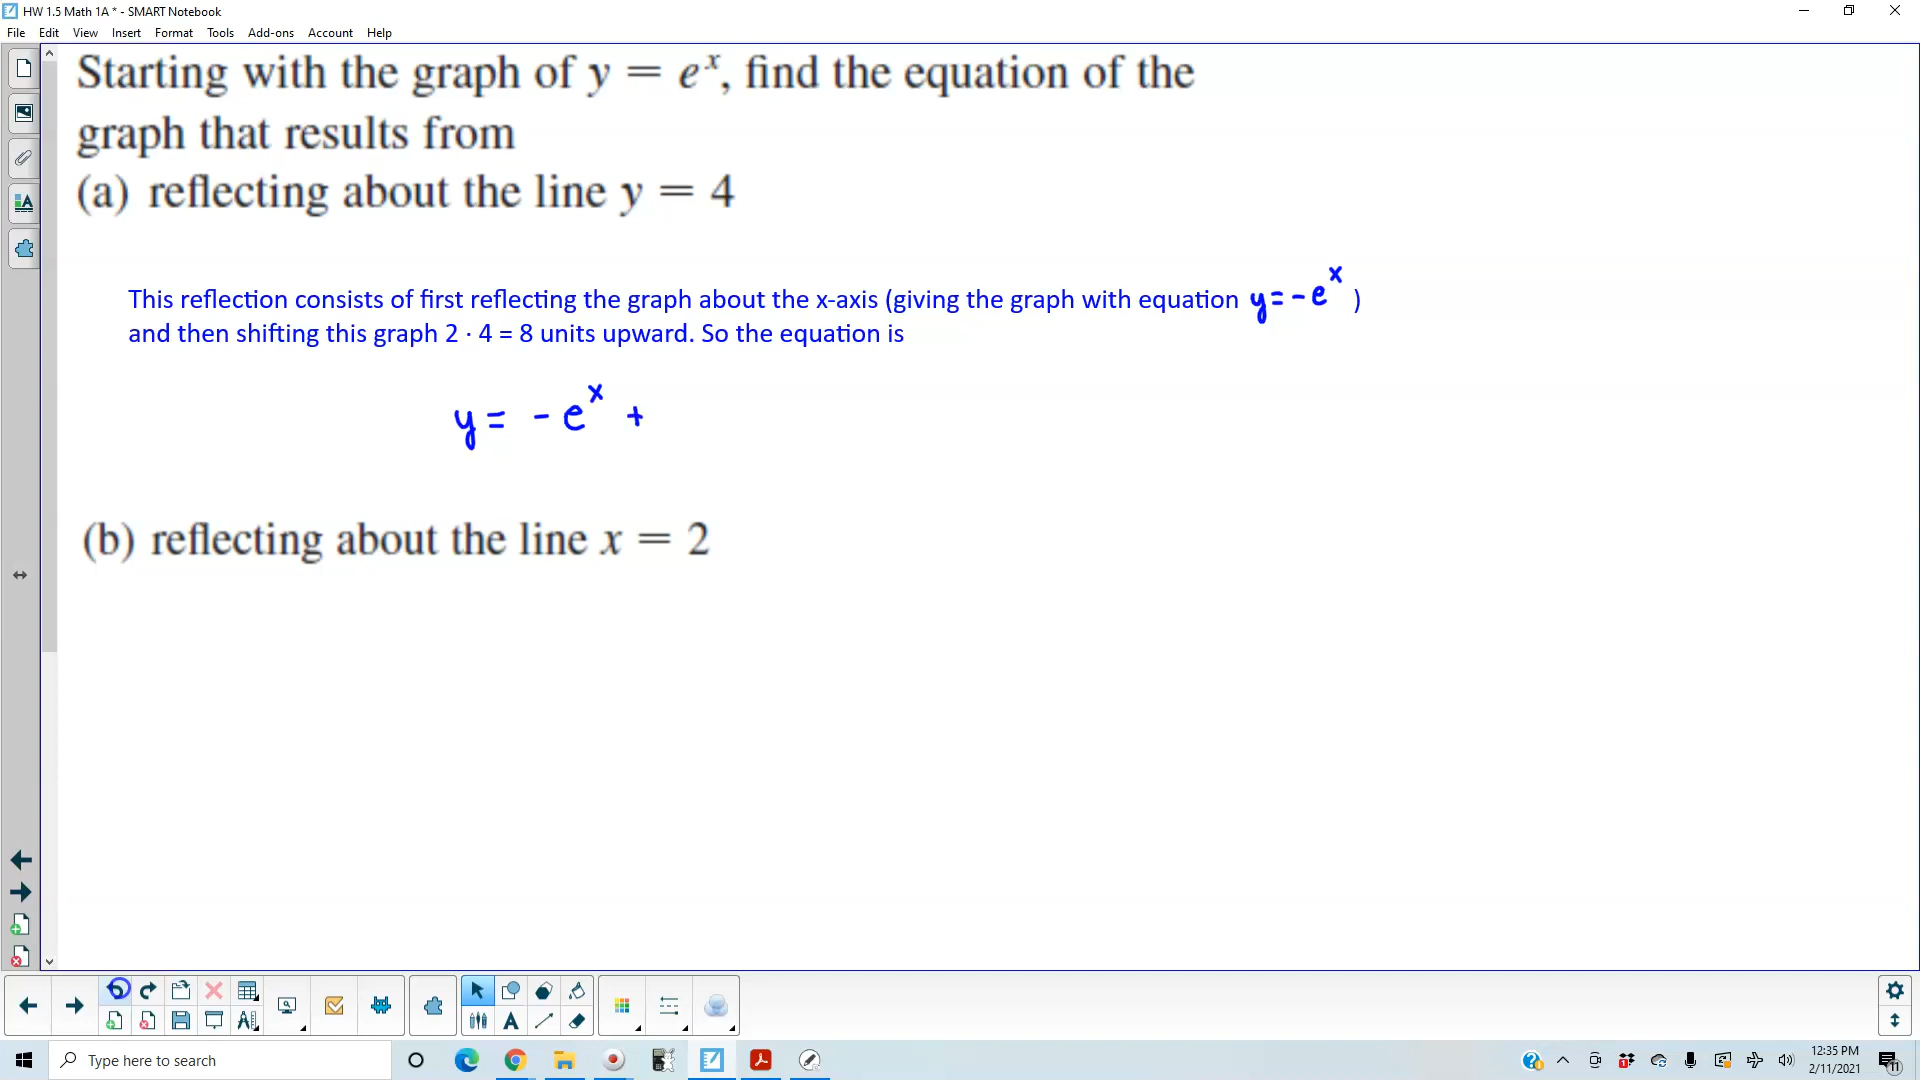 HW 1.5 Math 1A * - SMART Notebook
File Edit View Insert Format Tools Add-ons Account Help
Starting with the graph of y = eˣ, find the equation of the
graph that results from
(a) reflecting about the line y = 4
This reflection consists of first reflecting the graph about the x-axis (giving the graph with equation y = -eˣ )
and then shifting this graph 2 · 4 = 8 units upward. So the equation is
y = - eˣ +
(b) reflecting about the line x = 2
Type here to search
12:35 PM
2/11/2021
11